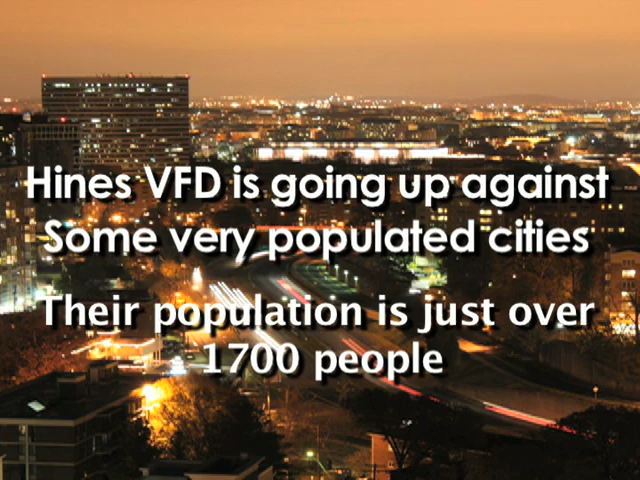 Hines VFD is going up against
Some very populated cities
Their population is just over
1700 people